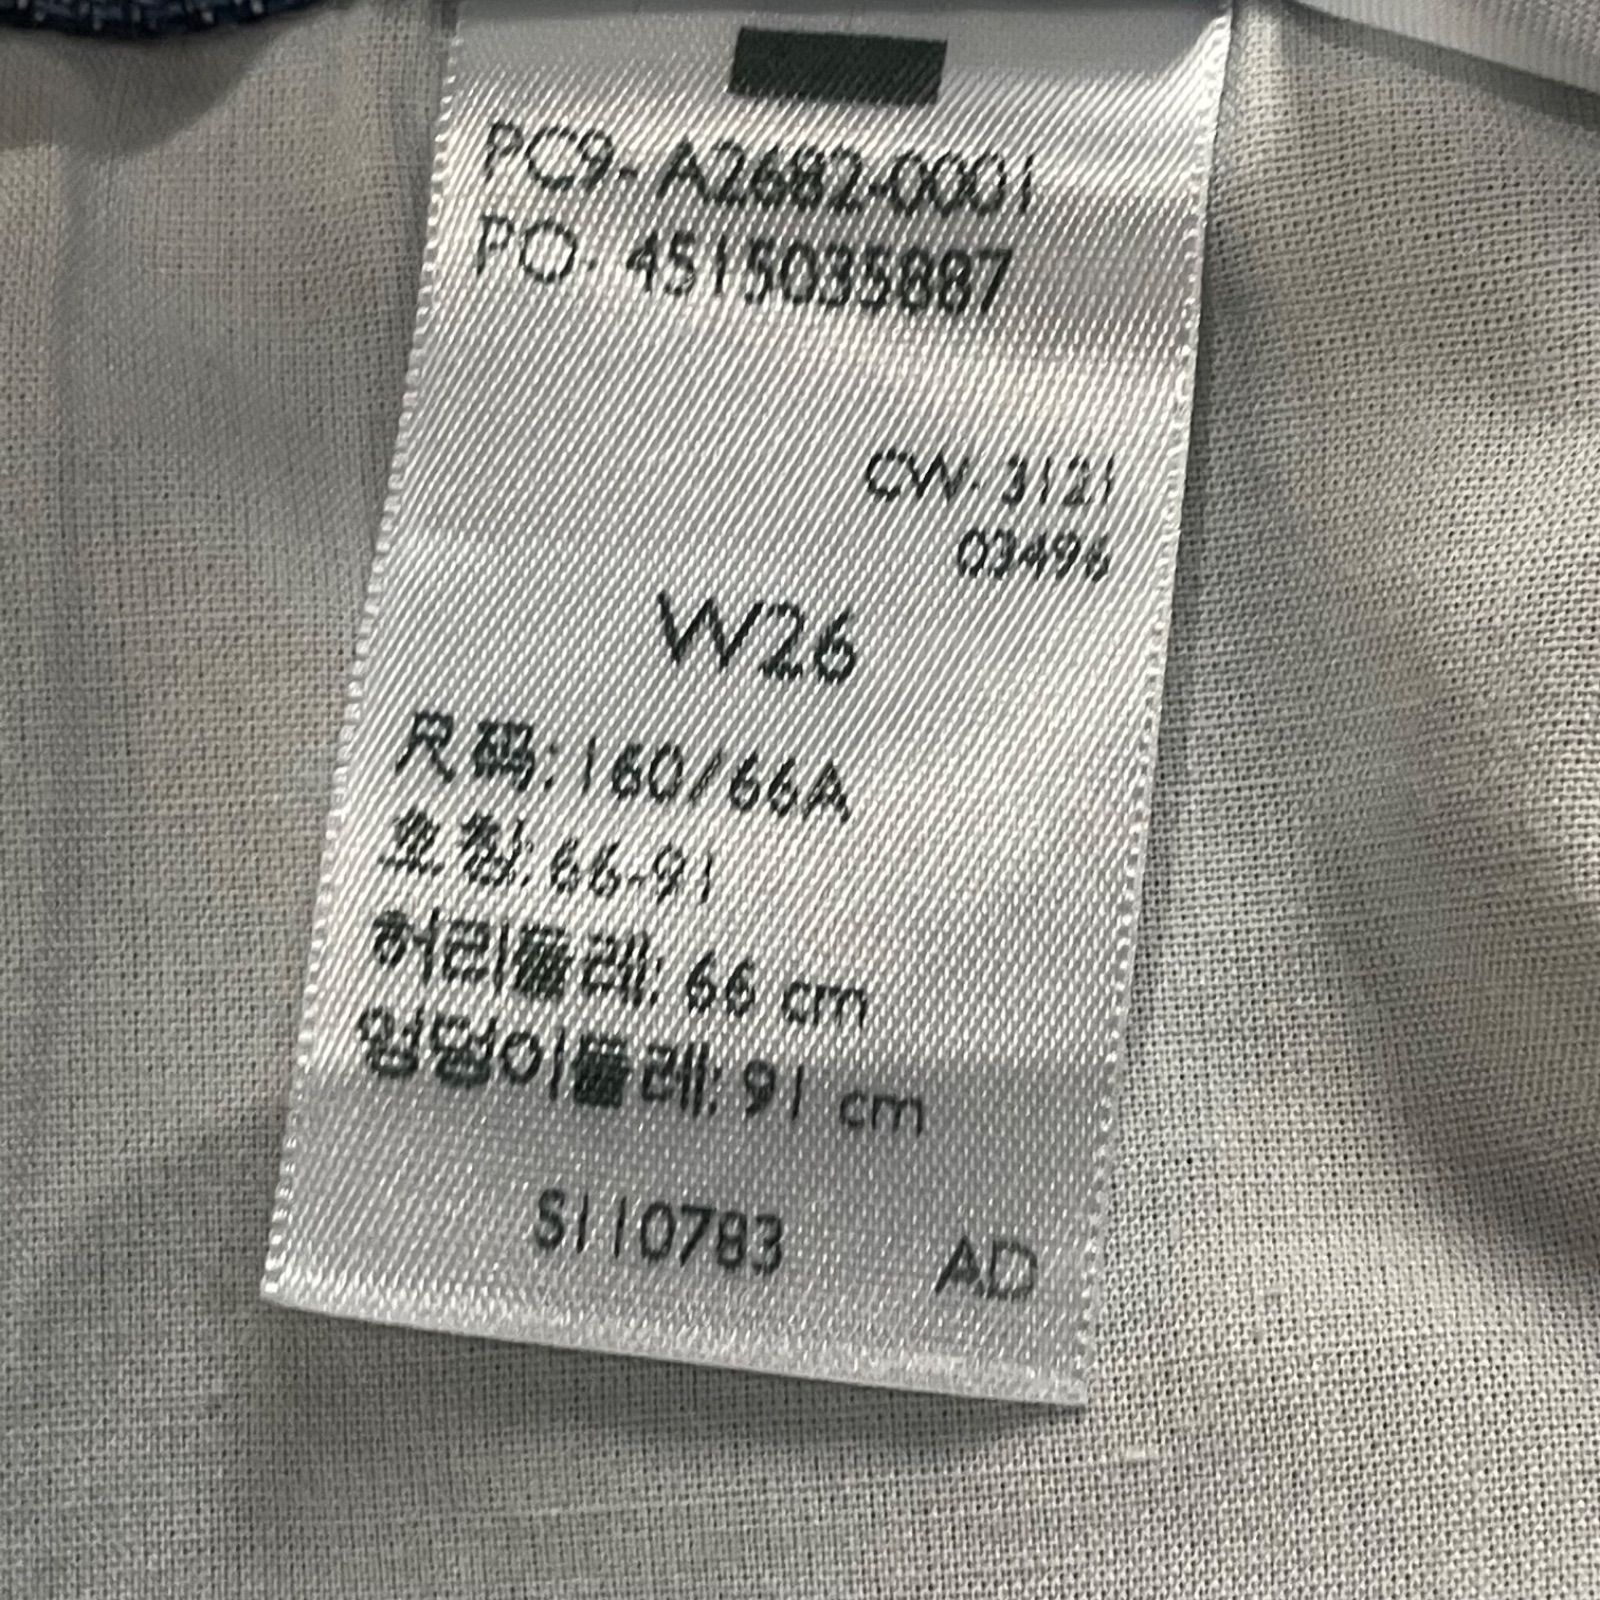 PC9-A2682-0001
PO- 4515035887
CW- 3121
03496
W26
尺码: 160/66A
호칭: 66-91
허리둘레: 66 cm
엉덩이둘레: 91 cm
S110783 AD